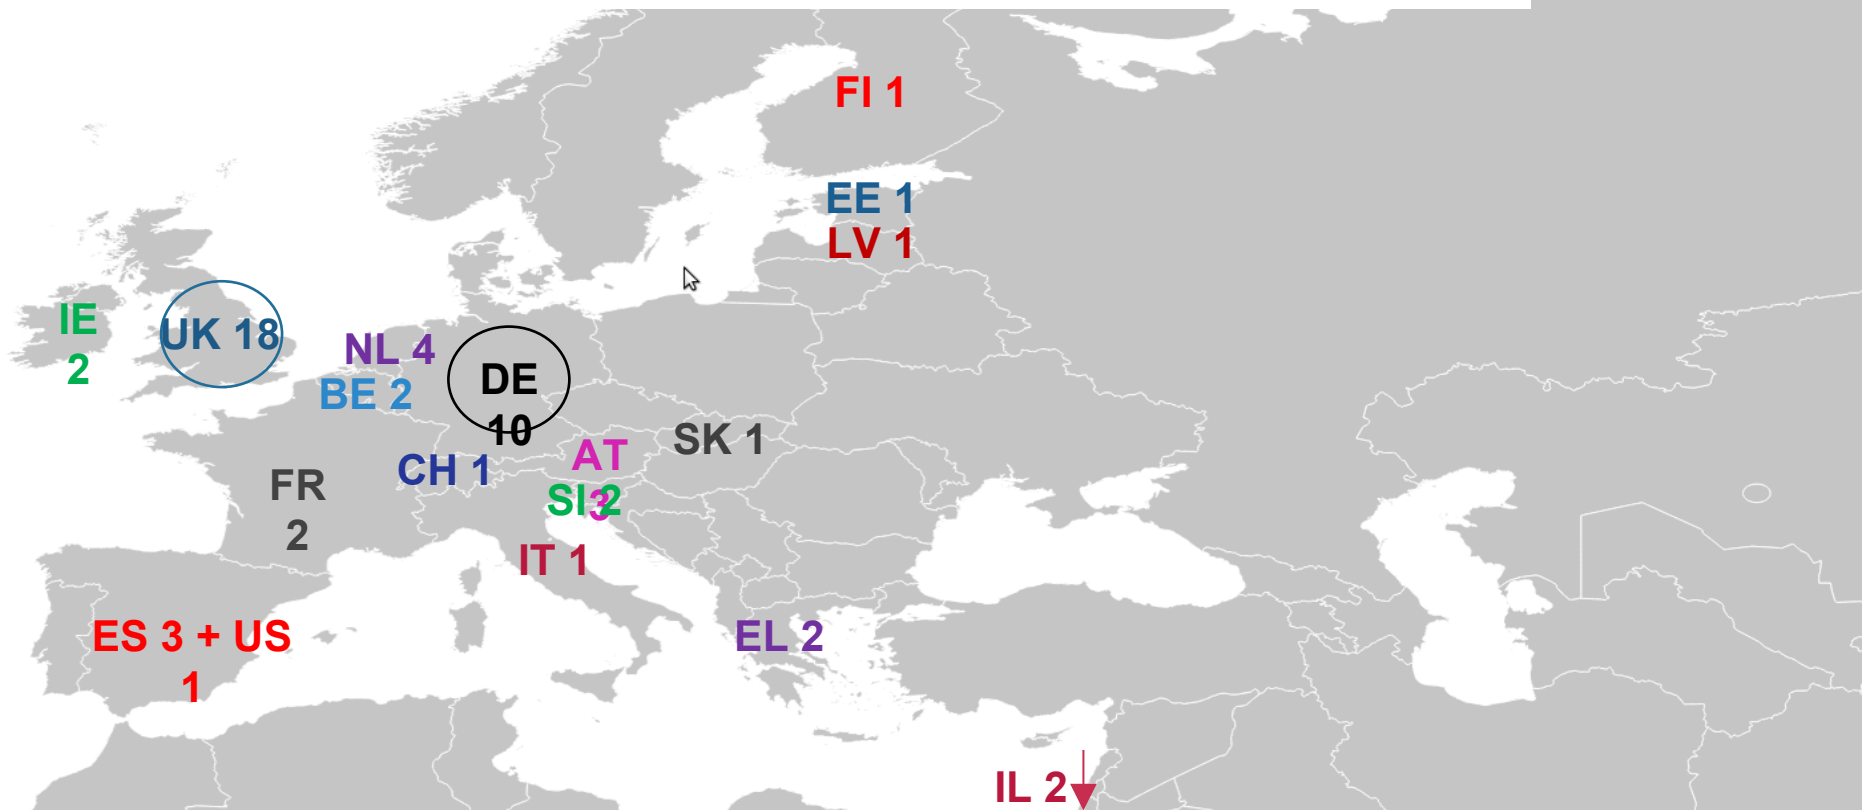 FI 1
EE 1
LV 1
IE
2
UK 18
NL 4
BE 2
DE
10
SK 1
AT
3
CH 1
SI 2
FR
2
IT 1
ES 3 + US
1
EL 2
IL 2